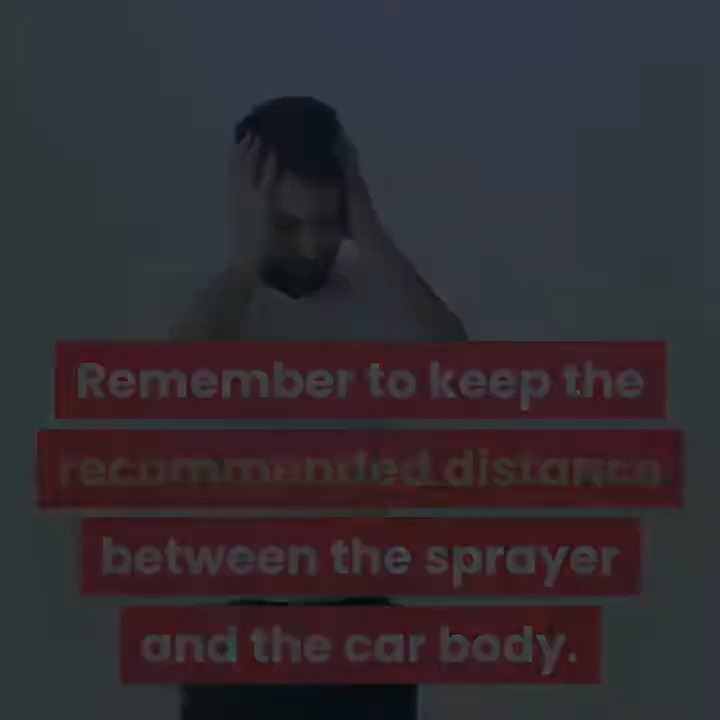 Remember to keep the
recommended distance
between the sprayer
and the car body.